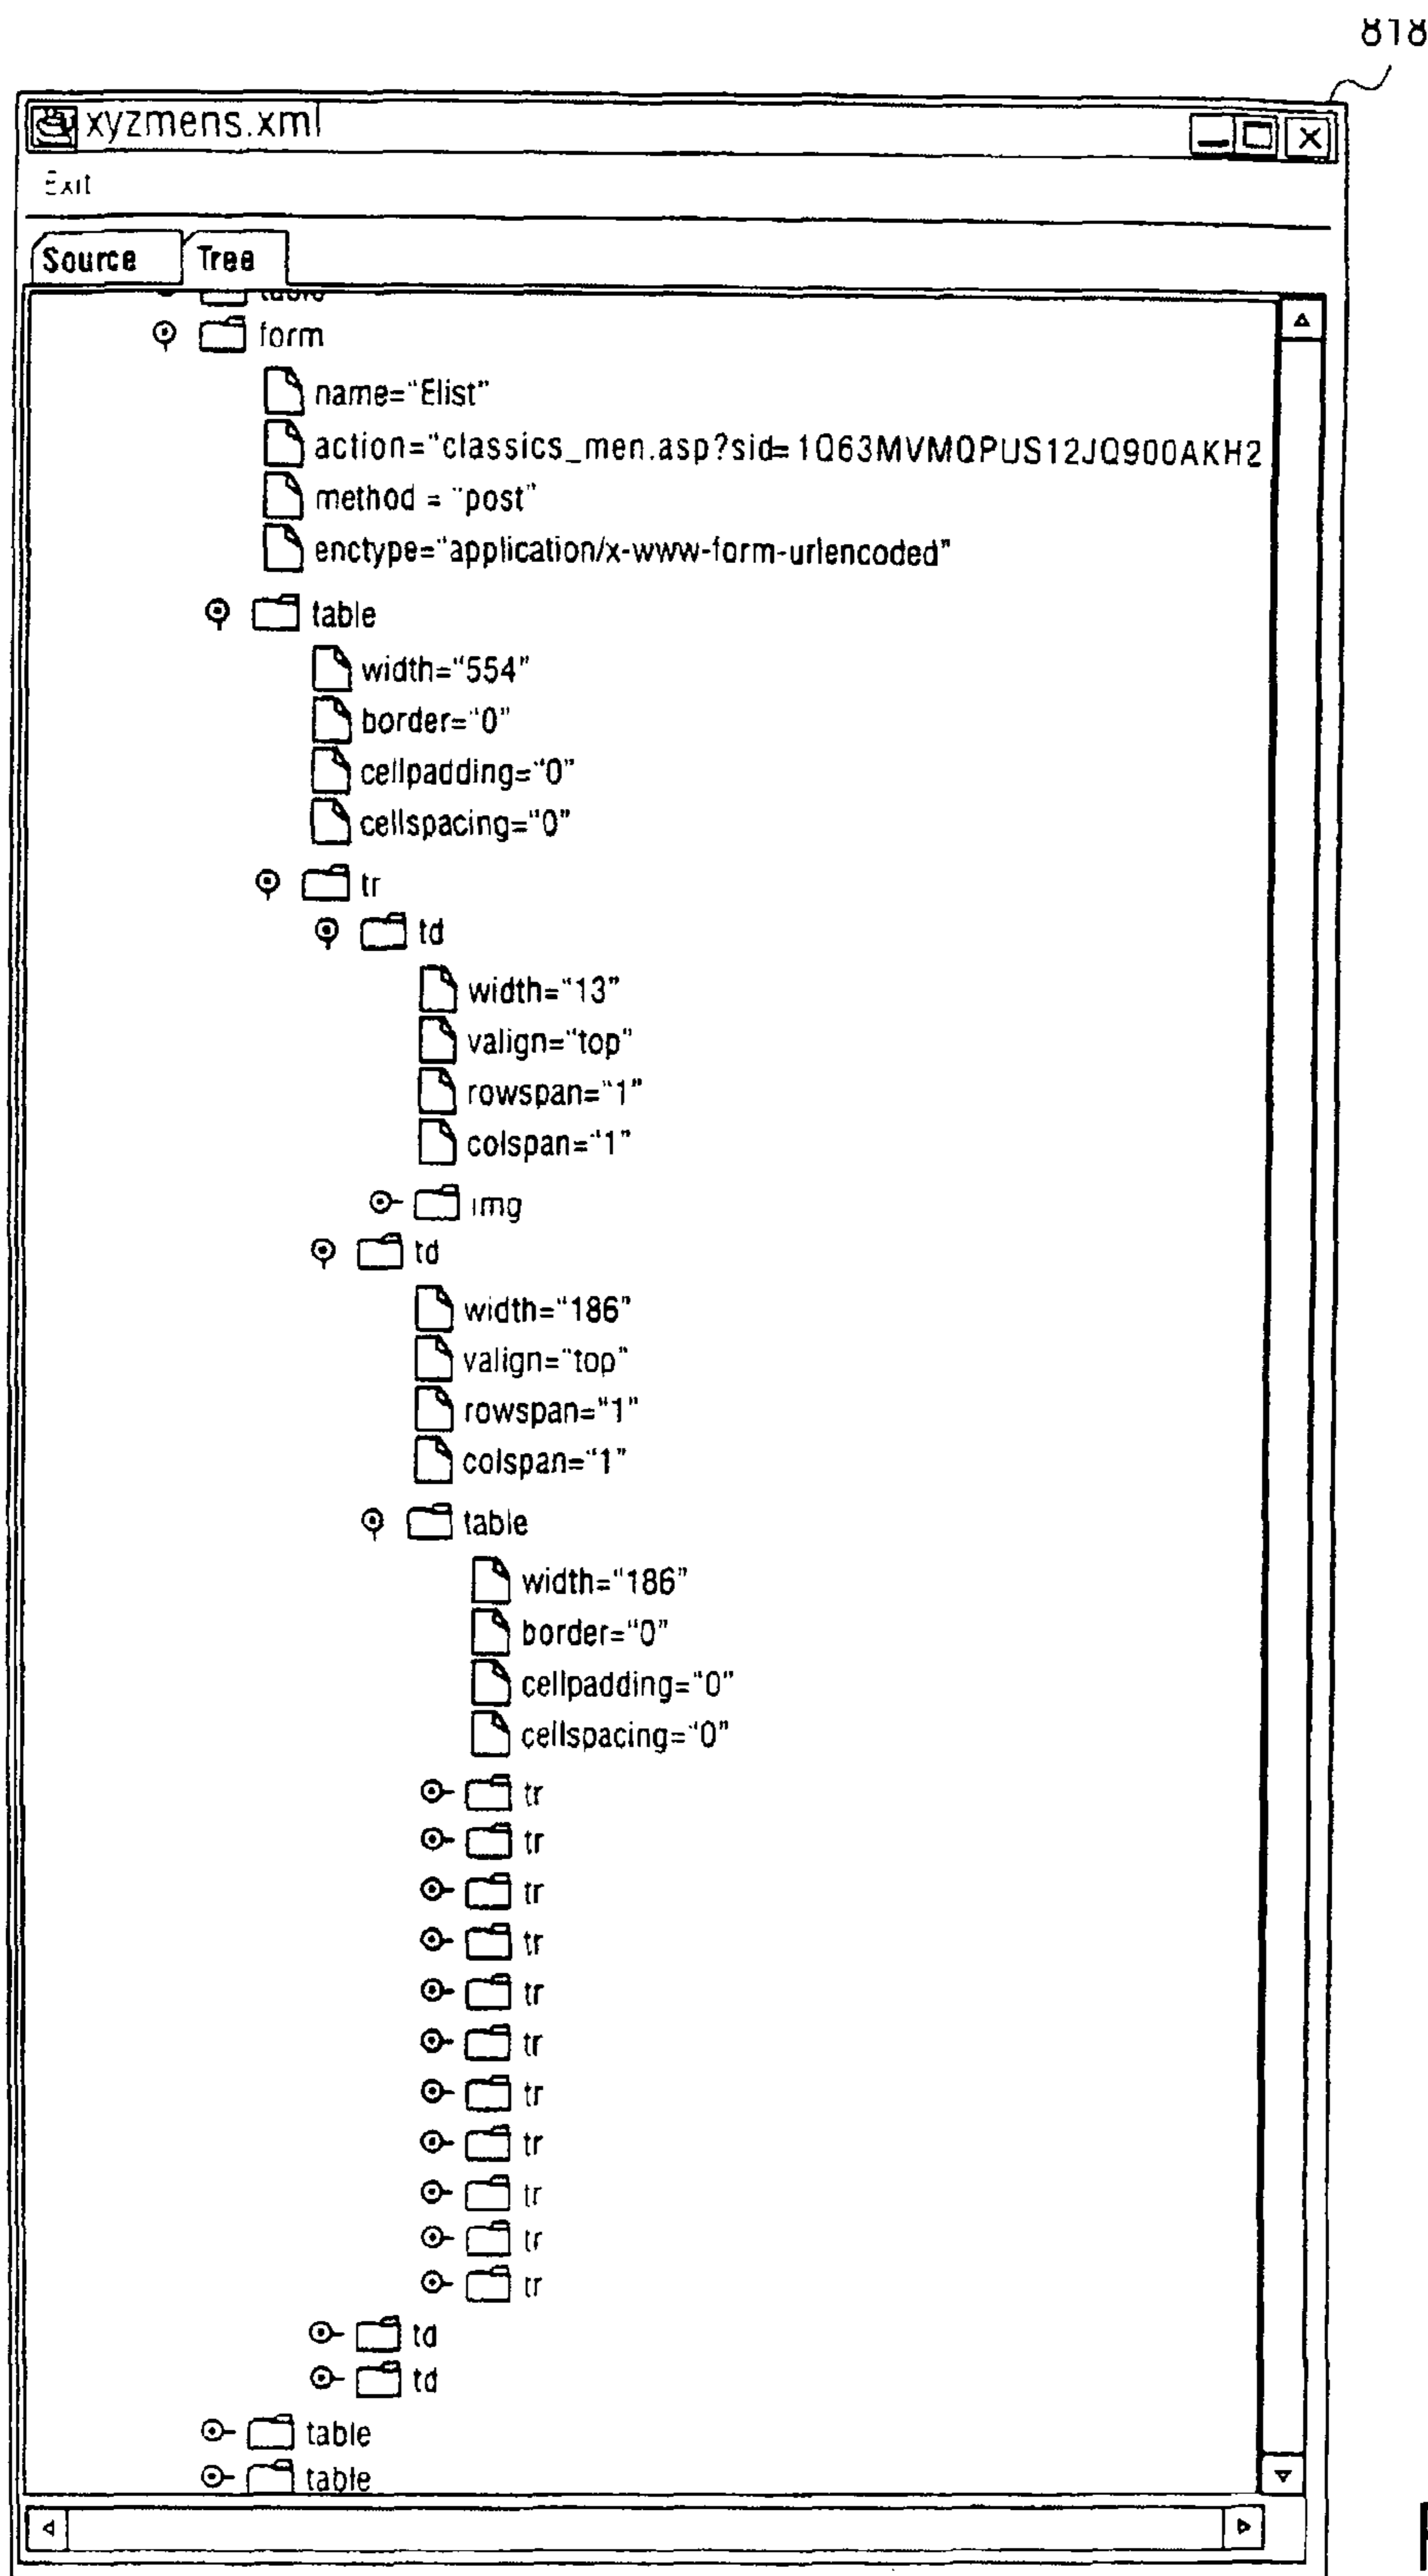 818
xyzmens.xml
Exit
Source Tree
table
form
name="Elist"
action="classics_men.asp?sid=1Q63MVMQPUS12JQ900AKH2
method = "post"
enctype="application/x-www-form-urlencoded"
table
width="554"
border="0"
cellpadding="0"
cellspacing="0"
tr
td
width="13"
valign="top"
rowspan="1"
colspan="1"
img
td
width="186"
valign="top"
rowspan="1"
colspan="1"
table
width="186"
border="0"
cellpadding="0"
cellspacing="0"
tr
tr
tr
tr
tr
tr
tr
tr
tr
tr
tr
td
td
table
table